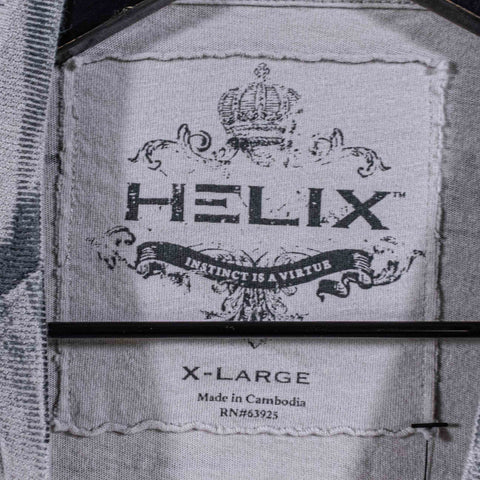 HELIX™
INSTINCT IS A VIRTUE
X-LARGE
Made in Cambodia
RN#63925